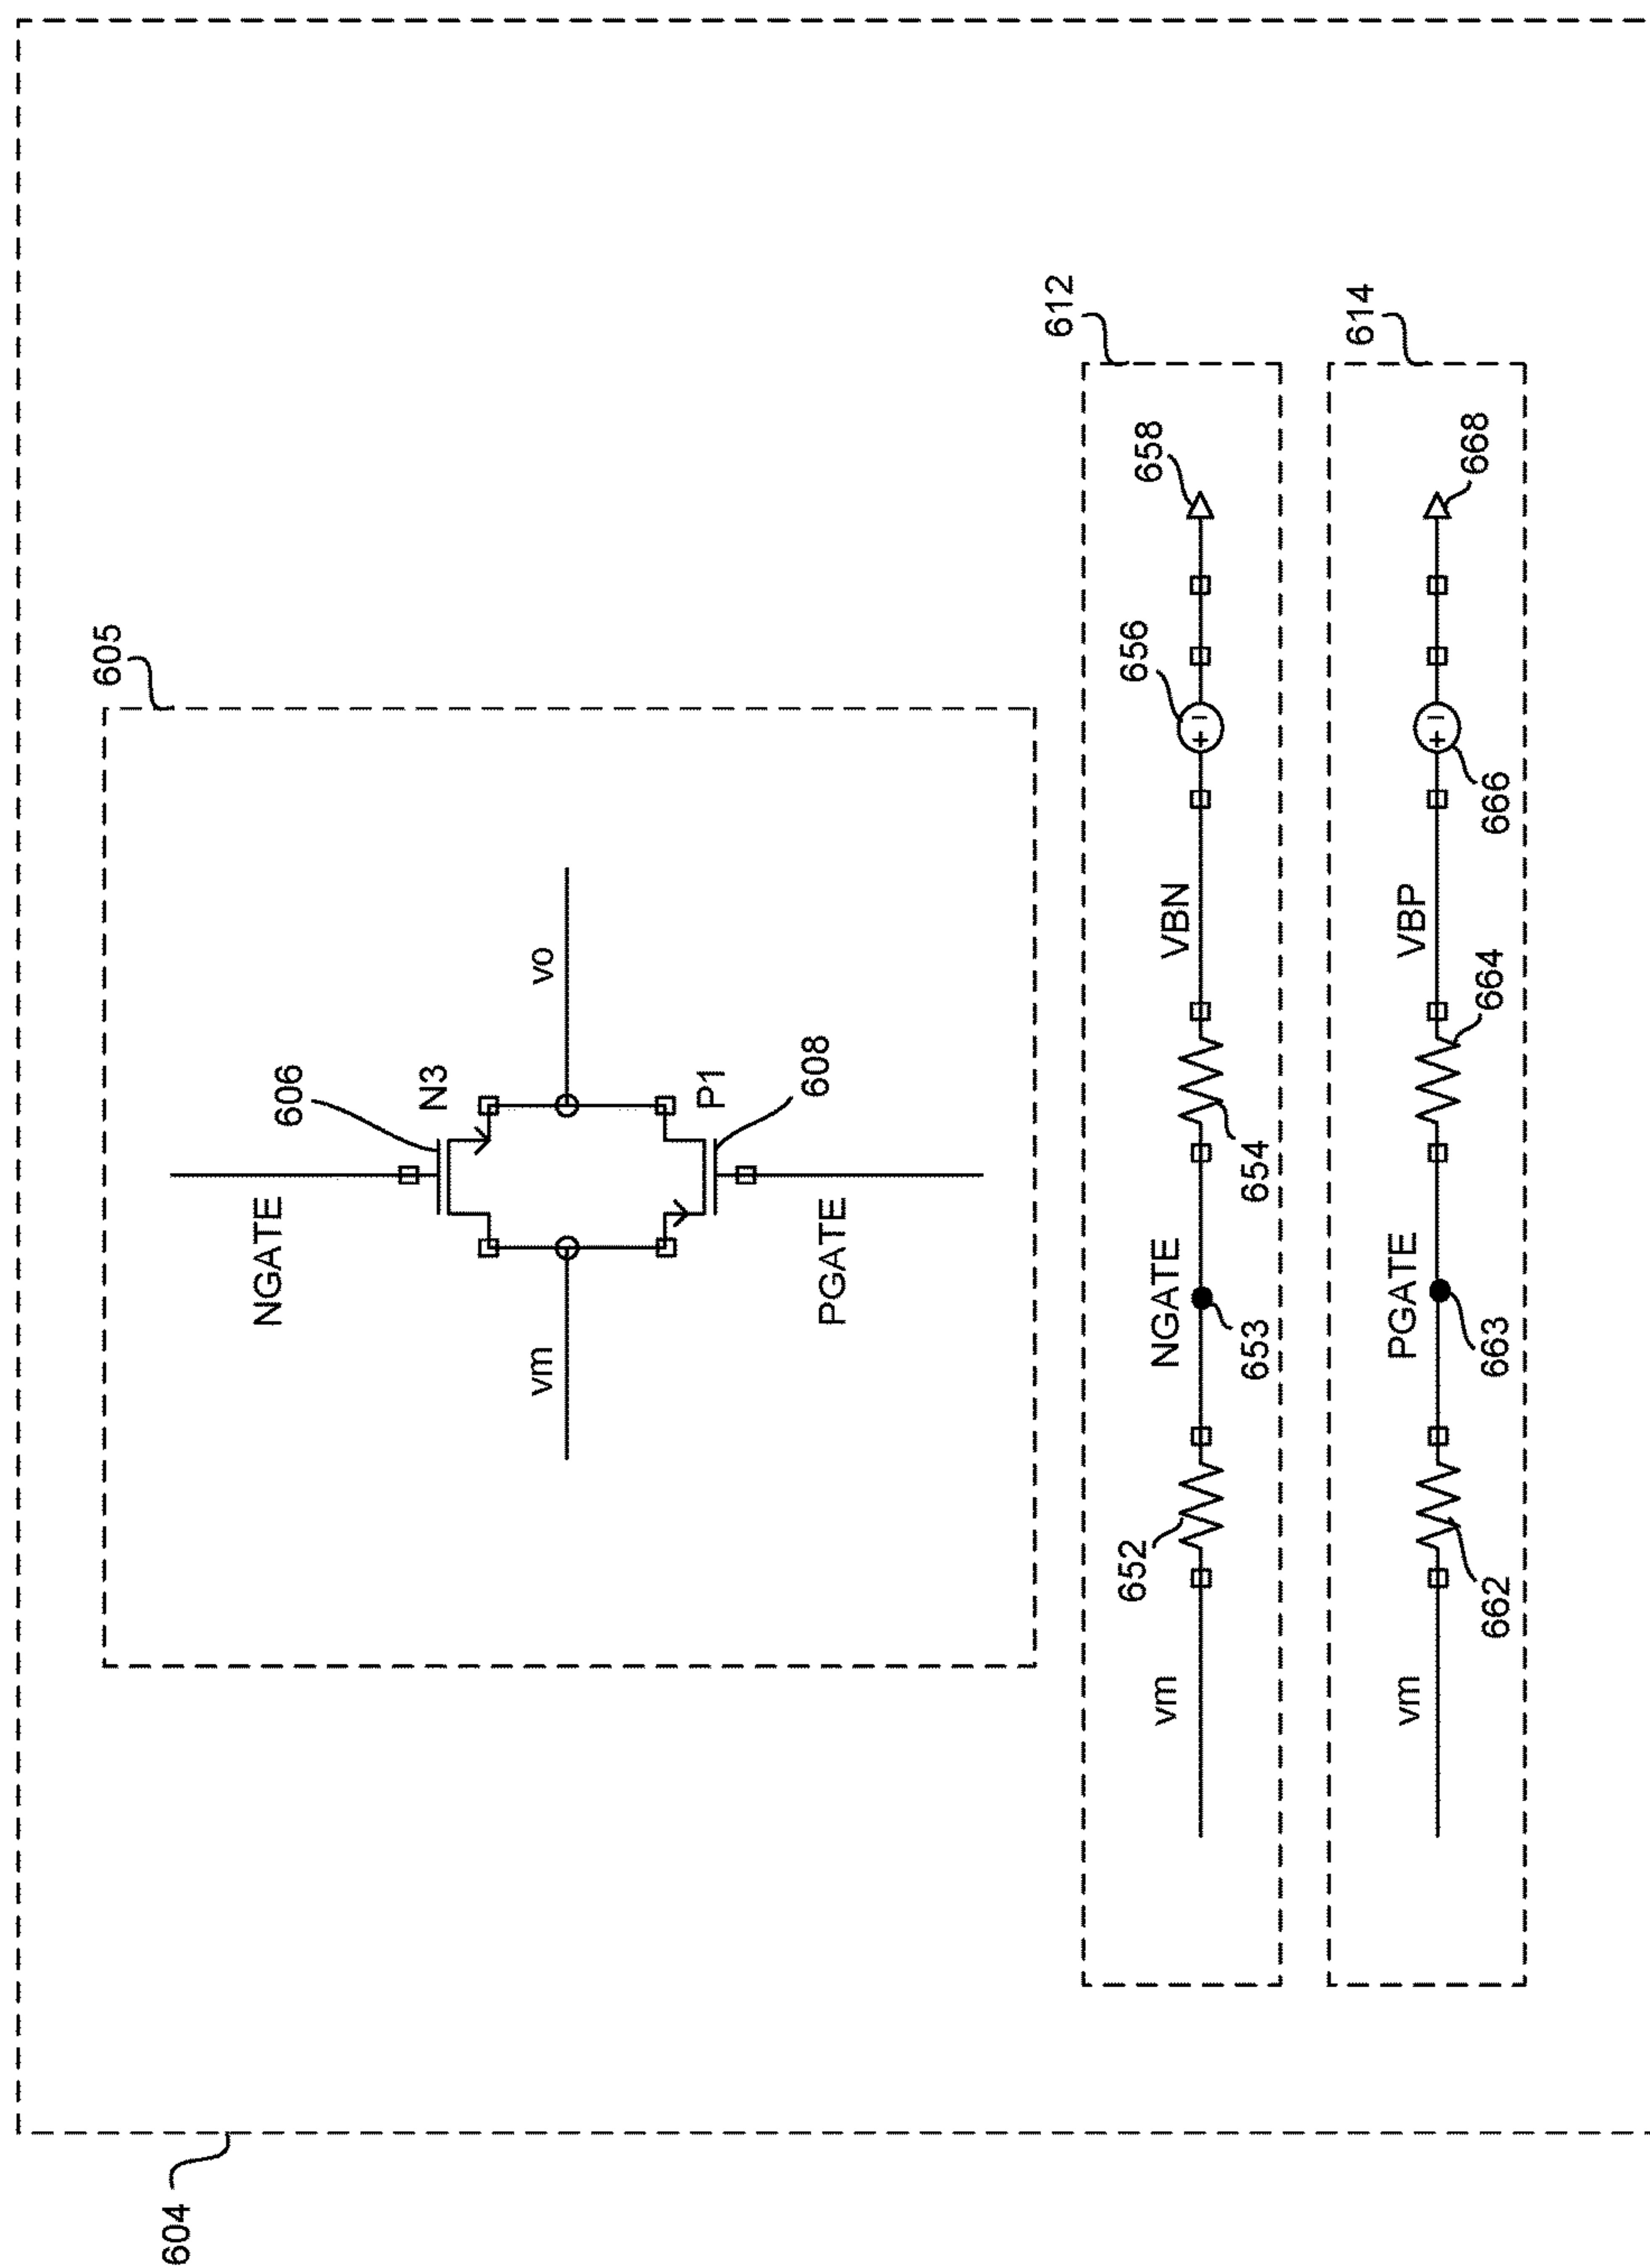 604
605
NGATE
606
N3
vm
vo
PGATE
P1
608
612
vm
652
NGATE
653
654
VBN
656
+ -
658
614
vm
662
PGATE
663
664
VBP
666
+ -
668